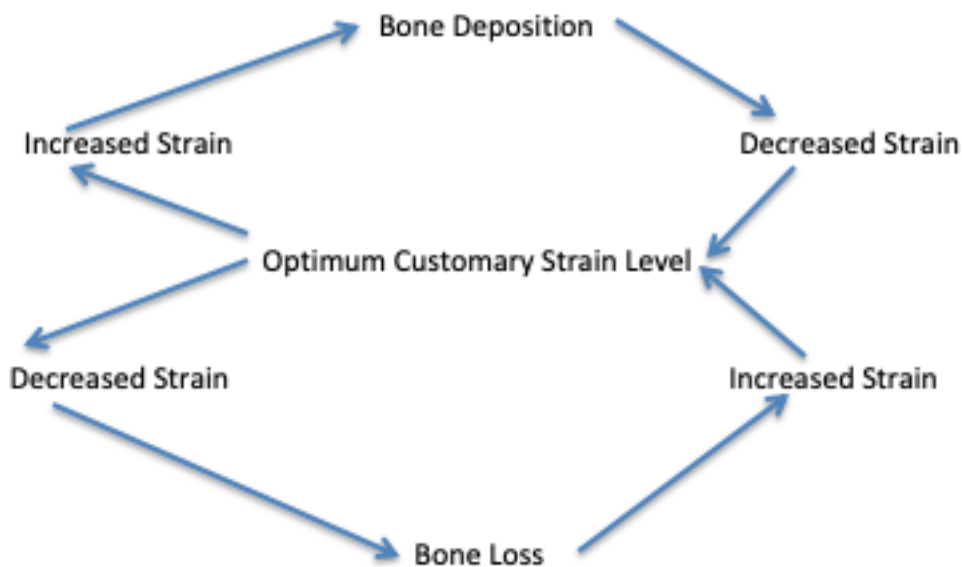 Bone Deposition
Increased Strain
Decreased Strain
Optimum Customary Strain Level
Decreased Strain
Increased Strain
Bone Loss